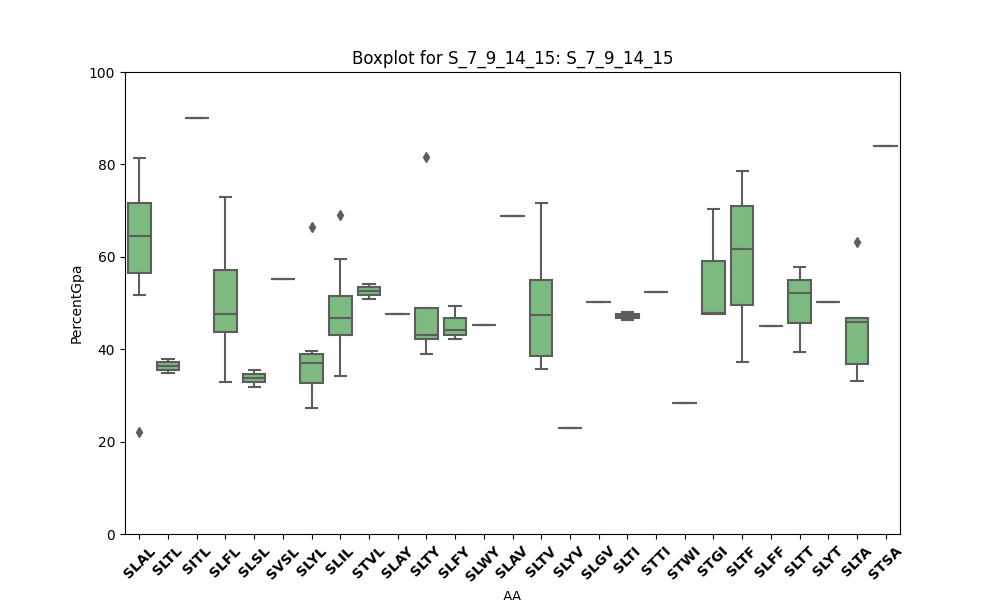 Boxplot for S_7_9_14_15: S_7_9_14_15
100
80
60
40
20
0
PercentGpa
SLAL SLTL SITL SLFL SLSL SVSL SLYL SLIL STVL SLAY SLTY SLFY SLWY SLAV SLTV SLYV SLGV SLTI STTI STWI STGI SLTF SLFF SLTT SLYT SLTA STSA
AA